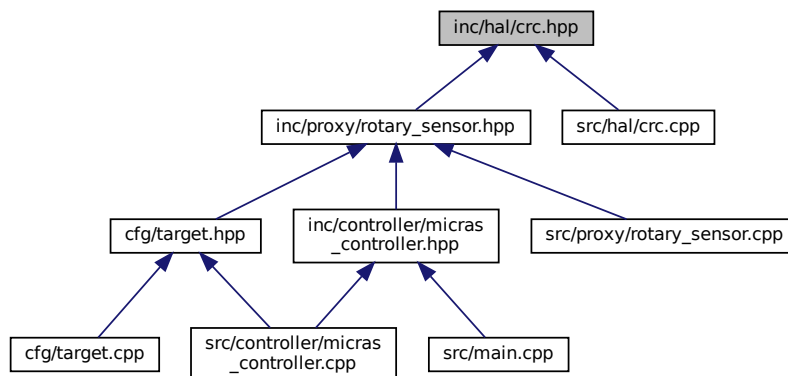 inc/hal/crc.hpp
inc/proxy/rotary_sensor.hpp
src/hal/crc.cpp
cfg/target.hpp
inc/controller/micras
_controller.hpp
src/proxy/rotary_sensor.cpp
cfg/target.cpp
src/controller/micras
_controller.cpp
src/main.cpp